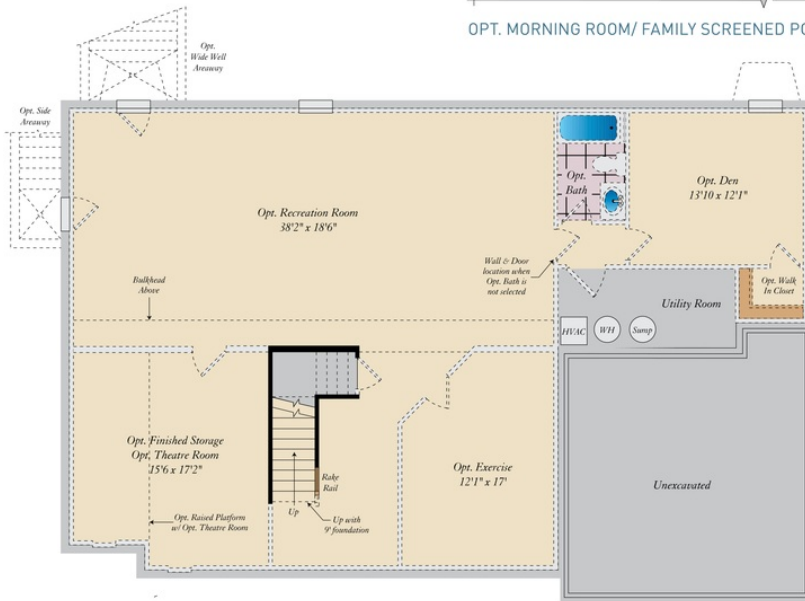 OPT. MORNING ROOM/ FAMILY SCREENED PO
Opt.
Wide Well
Areaway
Opt. Side
Areaway
Opt. Recreation Room
38'2" x 18'6"
Opt.
Bath
Opt. Den
13'10 x 12'1"
Wall & Door
location when
Opt. Bath is
not selected
Bulkhead
Above
Opt. Walk
In Closet
Utility Room
HVAC
WH
Sump
Opt. Finished Storage
Opt. Theatre Room
15'6 x 17'2"
Opt. Raised Platform
w/ Opt. Theatre Room
Rake
Rail
Up
Up with
9' foundation
Opt. Exercise
12'1" x 17'
Unexcavated